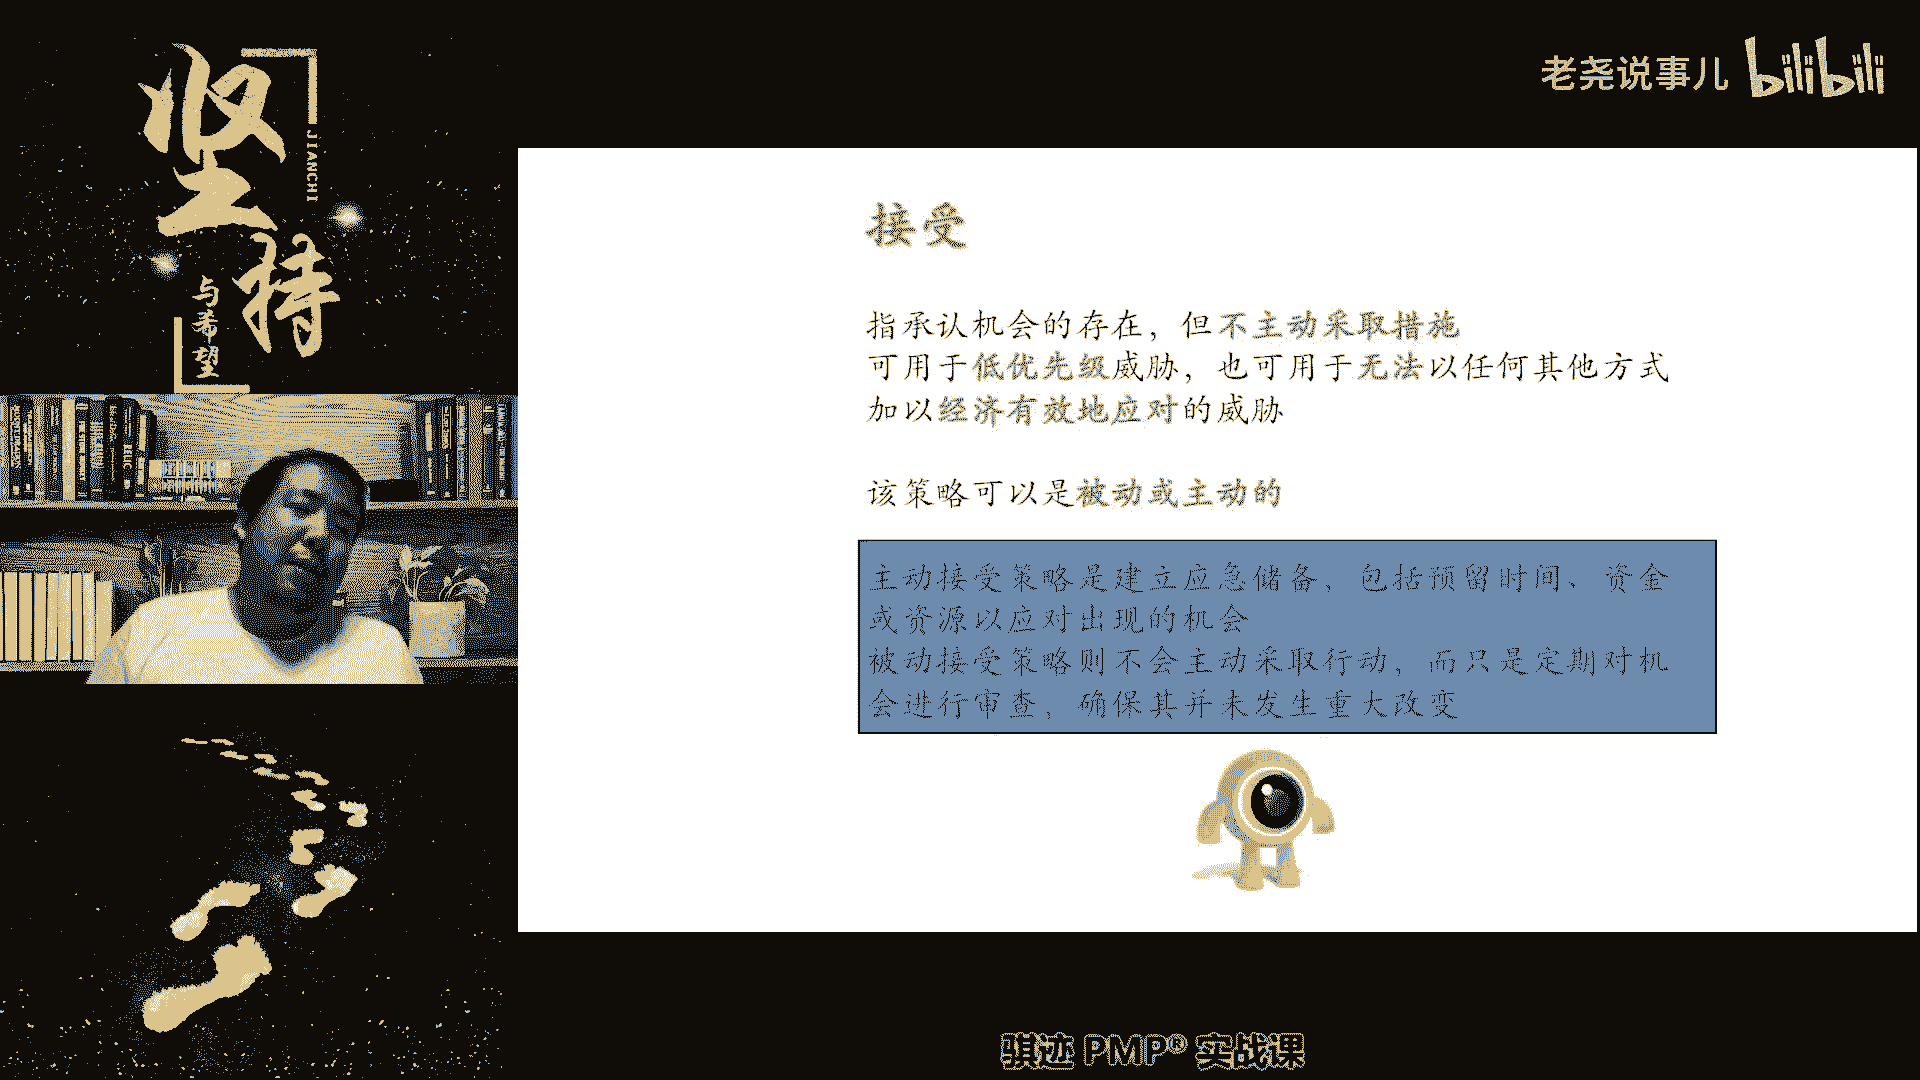 坚持
JIANCHI
与希望
老尧说事儿 bilibili
接受
指承认机会的存在，但不主动采取措施
可用于低优先级威胁，也可用于无法以任何其他方式
加以经济有效地应对的威胁
该策略可以是被动或主动的
主动接受策略是建立应急储备，包括预留时间、资金
或资源以应对出现的机会
被动接受策略则不会主动采取行动，而只是定期对机
会进行审查，确保其并未发生重大改变
骐迹 PMP® 实战课